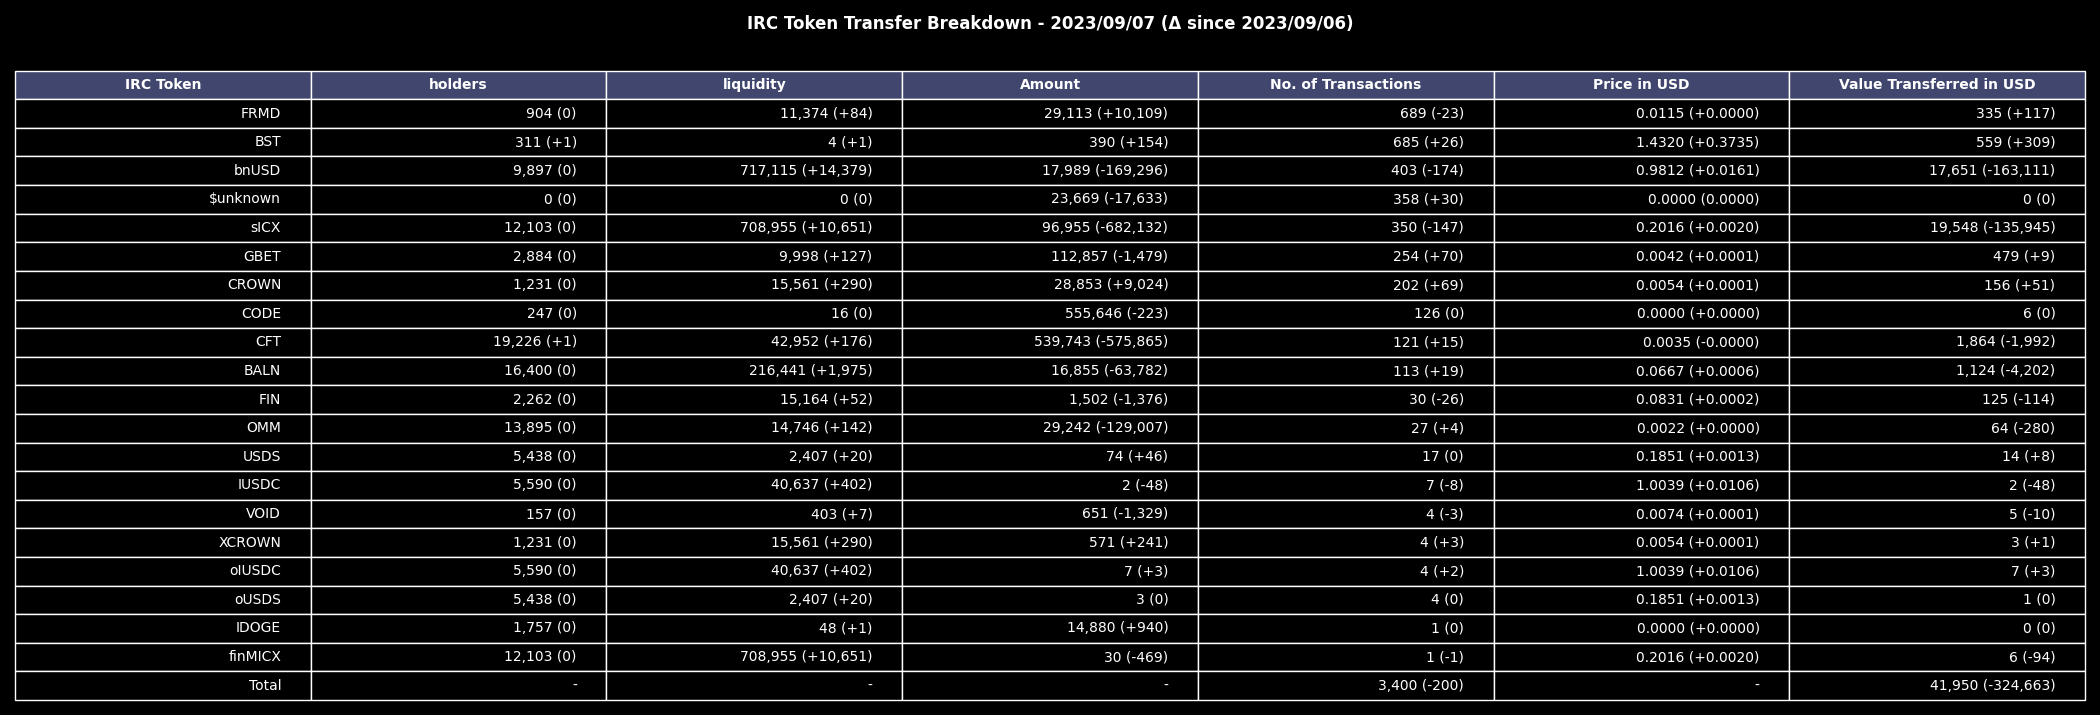 IRC Token Transfer Breakdown - 2023/09/07 (Δ since 2023/09/06)
IRC Token holders liquidity Amount No. of Transactions Price in USD Value Transferred in USD
FRMD 904 (0) 11,374 (+84) 29,113 (+10,109) 689 (-23) 0.0115 (+0.0000) 335 (+117)
BST 311 (+1) 4 (+1) 390 (+154) 685 (+26) 1.4320 (+0.3735) 559 (+309)
bnUSD 9,897 (0) 717,115 (+14,379) 17,989 (-169,296) 403 (-174) 0.9812 (+0.0161) 17,651 (-163,111)
$unknown 0 (0) 0 (0) 23,669 (-17,633) 358 (+30) 0.0000 (0.0000) 0 (0)
sICX 12,103 (0) 708,955 (+10,651) 96,955 (-682,132) 350 (-147) 0.2016 (+0.0020) 19,548 (-135,945)
GBET 2,884 (0) 9,998 (+127) 112,857 (-1,479) 254 (+70) 0.0042 (+0.0001) 479 (+9)
CROWN 1,231 (0) 15,561 (+290) 28,853 (+9,024) 202 (+69) 0.0054 (+0.0001) 156 (+51)
CODE 247 (0) 16 (0) 555,646 (-223) 126 (0) 0.0000 (+0.0000) 6 (0)
CFT 19,226 (+1) 42,952 (+176) 539,743 (-575,865) 121 (+15) 0.0035 (-0.0000) 1,864 (-1,992)
BALN 16,400 (0) 216,441 (+1,975) 16,855 (-63,782) 113 (+19) 0.0667 (+0.0006) 1,124 (-4,202)
FIN 2,262 (0) 15,164 (+52) 1,502 (-1,376) 30 (-26) 0.0831 (+0.0002) 125 (-114)
OMM 13,895 (0) 14,746 (+142) 29,242 (-129,007) 27 (+4) 0.0022 (+0.0000) 64 (-280)
USDS 5,438 (0) 2,407 (+20) 74 (+46) 17 (0) 0.1851 (+0.0013) 14 (+8)
IUSDC 5,590 (0) 40,637 (+402) 2 (-48) 7 (-8) 1.0039 (+0.0106) 2 (-48)
VOID 157 (0) 403 (+7) 651 (-1,329) 4 (-3) 0.0074 (+0.0001) 5 (-10)
XCROWN 1,231 (0) 15,561 (+290) 571 (+241) 4 (+3) 0.0054 (+0.0001) 3 (+1)
oIUSDC 5,590 (0) 40,637 (+402) 7 (+3) 4 (+2) 1.0039 (+0.0106) 7 (+3)
oUSDS 5,438 (0) 2,407 (+20) 3 (0) 4 (0) 0.1851 (+0.0013) 1 (0)
IDOGE 1,757 (0) 48 (+1) 14,880 (+940) 1 (0) 0.0000 (+0.0000) 0 (0)
finMICX 12,103 (0) 708,955 (+10,651) 30 (-469) 1 (-1) 0.2016 (+0.0020) 6 (-94)
Total - - - 3,400 (-200) - 41,950 (-324,663)